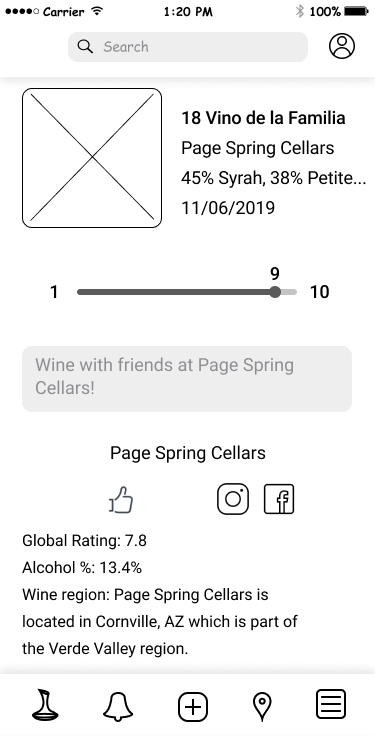 Carrier 1:20 PM 100%
Search
18 Vino de la Familia
Page Spring Cellars
45% Syrah, 38% Petite...
11/06/2019
9
1 10
Wine with friends at Page Spring
Cellars!
Page Spring Cellars
Global Rating: 7.8
Alcohol %: 13.4%
Wine region: Page Spring Cellars is
located in Cornville, AZ which is part of
the Verde Valley region.